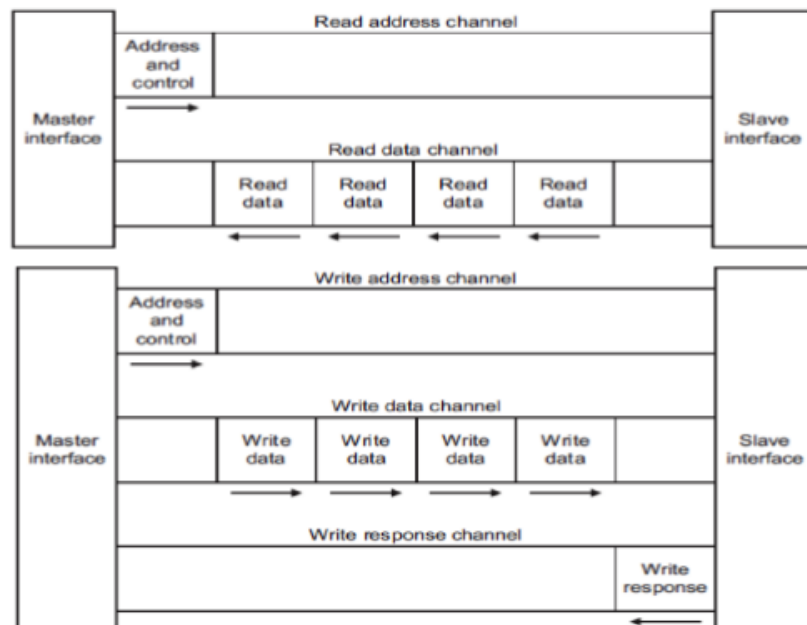 Read address channel
Address
and
control
Master
interface
Slave
interface
Read data channel
Read
data
Read
data
Read
data
Read
data
Write address channel
Address
and
control
Write data channel
Master
interface
Write
data
Write
data
Write
data
Write
data
Slave
interface
Write response channel
Write
response